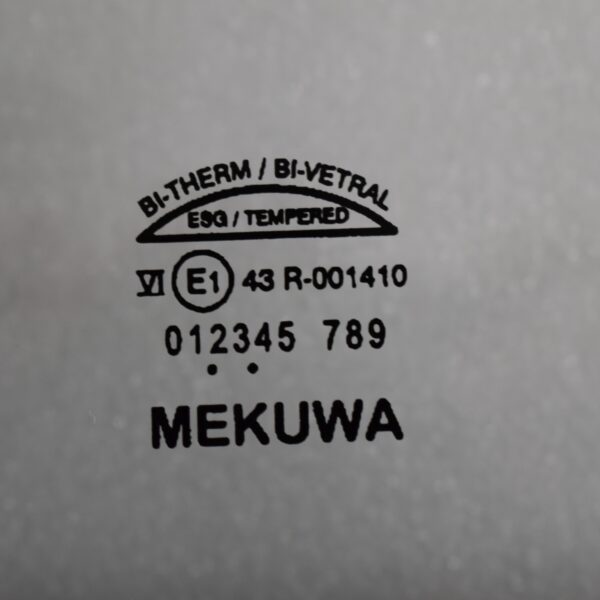 BI-THERM / BI-VETRAL
ESG / TEMPERED
VI E1 43 R-001410
012345 789
. .
MEKUWA